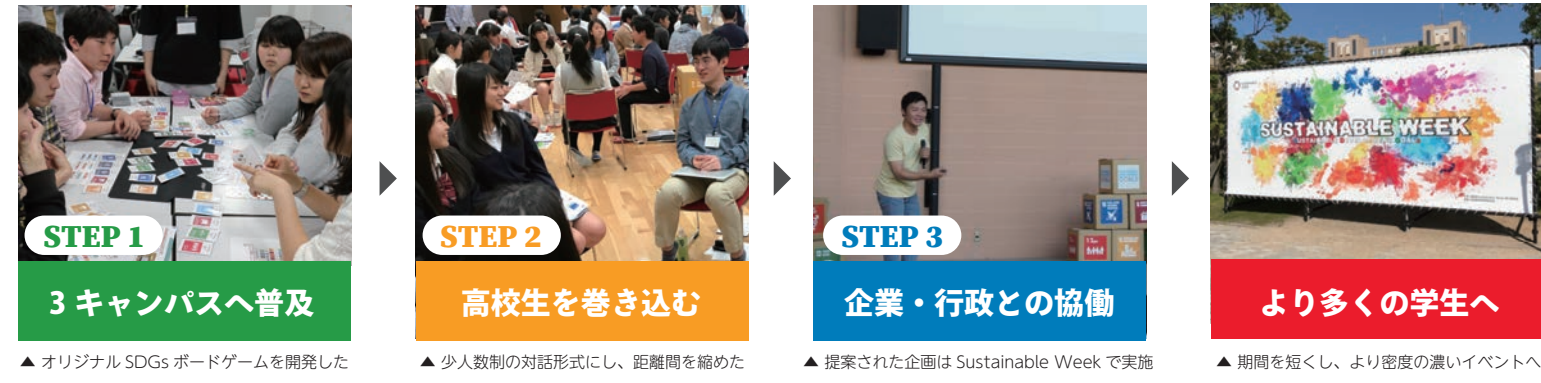 STEP 1
3 キャンパスへ普及
▲ オリジナル SDGs ボードゲームを開発した
STEP 2
高校生を巻き込む
▲ 少人数制の対話形式にし、距離間を縮めた
STEP 3
企業・行政との協働
▲ 提案された企画は Sustainable Week で実施
SUSTAINABLE WEEK
より多くの学生へ
▲ 期間を短くし、より密度の濃いイベントへ